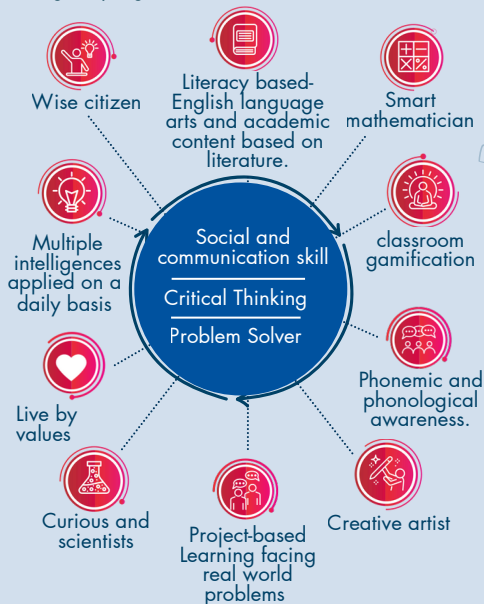 Wise citizen
Literacy based-
English language
arts and academic
content based on
literature.
Smart
mathematician
Multiple
intelligences
applied on a
daily basis
Social and
communication skill
Critical Thinking
Problem Solver
classroom
gamification
Live by
values
Phonemic and
phonological
awareness.
Curious and
scientists
Project-based
Learning facing
real world
problems
Creative artist